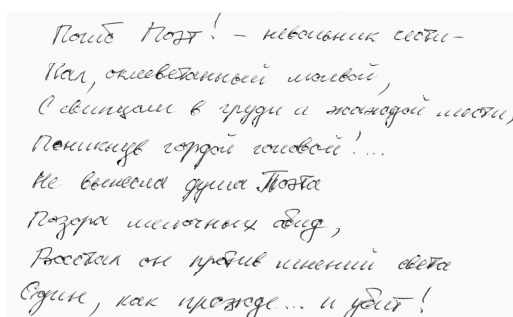 Погиб Поэт! - невольник чести -
Пал, оклеветанный молвой,
С свинцом в груди и жаждой мести,
Поникнув гордой головой!...
Не вынесла душа Поэта
Позора мелочных обид,
Восстал он против мнений света
Один, как прежде... и убит!